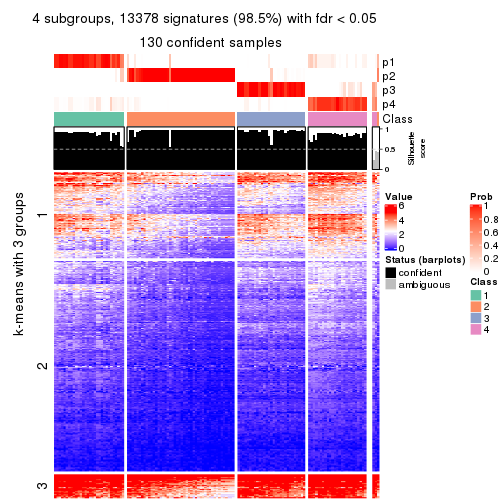 4 subgroups, 13378 signatures (98.5%) with fdr < 0.05
130 confident samples
p1
p2
p3
p4
Class
1
0.5
0
Silhouette
score
k-means with 3 groups
1
2
3
Value
6
4
2
0
Status (barplots)
confident
ambiguous
Prob
1
0.8
0.6
0.4
0.2
0
Class
1
2
3
4